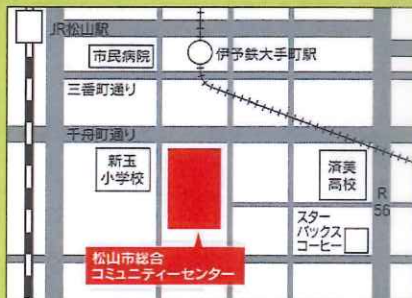 JR松山駅
市民病院
伊予鉄大手町駅
三番町通り
千舟町通り
新玉
小学校
済美
高校
R
56
スター
バックス
コーヒー
松山市総合
コミュニティーセンター